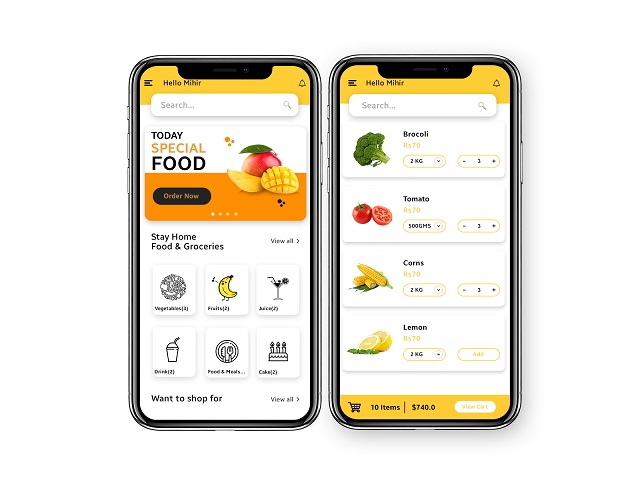 Hello Mihir
Search...
TODAY
SPECIAL
FOOD
Order Now
Stay Home
Food & Groceries
View all >
Vegetables(3)
Fruits(2)
Juice(2)
Drink(2)
Food & Meals...
Cake(2)
Want to shop for
View all >
Hello Mihir
Search...
Brocoli
Rs70
2 KG
- 3 +
Tomato
Rs70
500GMS
- 3 +
Corns
Rs70
2 KG
- 3 +
Lemon
Rs70
2 KG
Add
10 Items | $740.0
View Cart